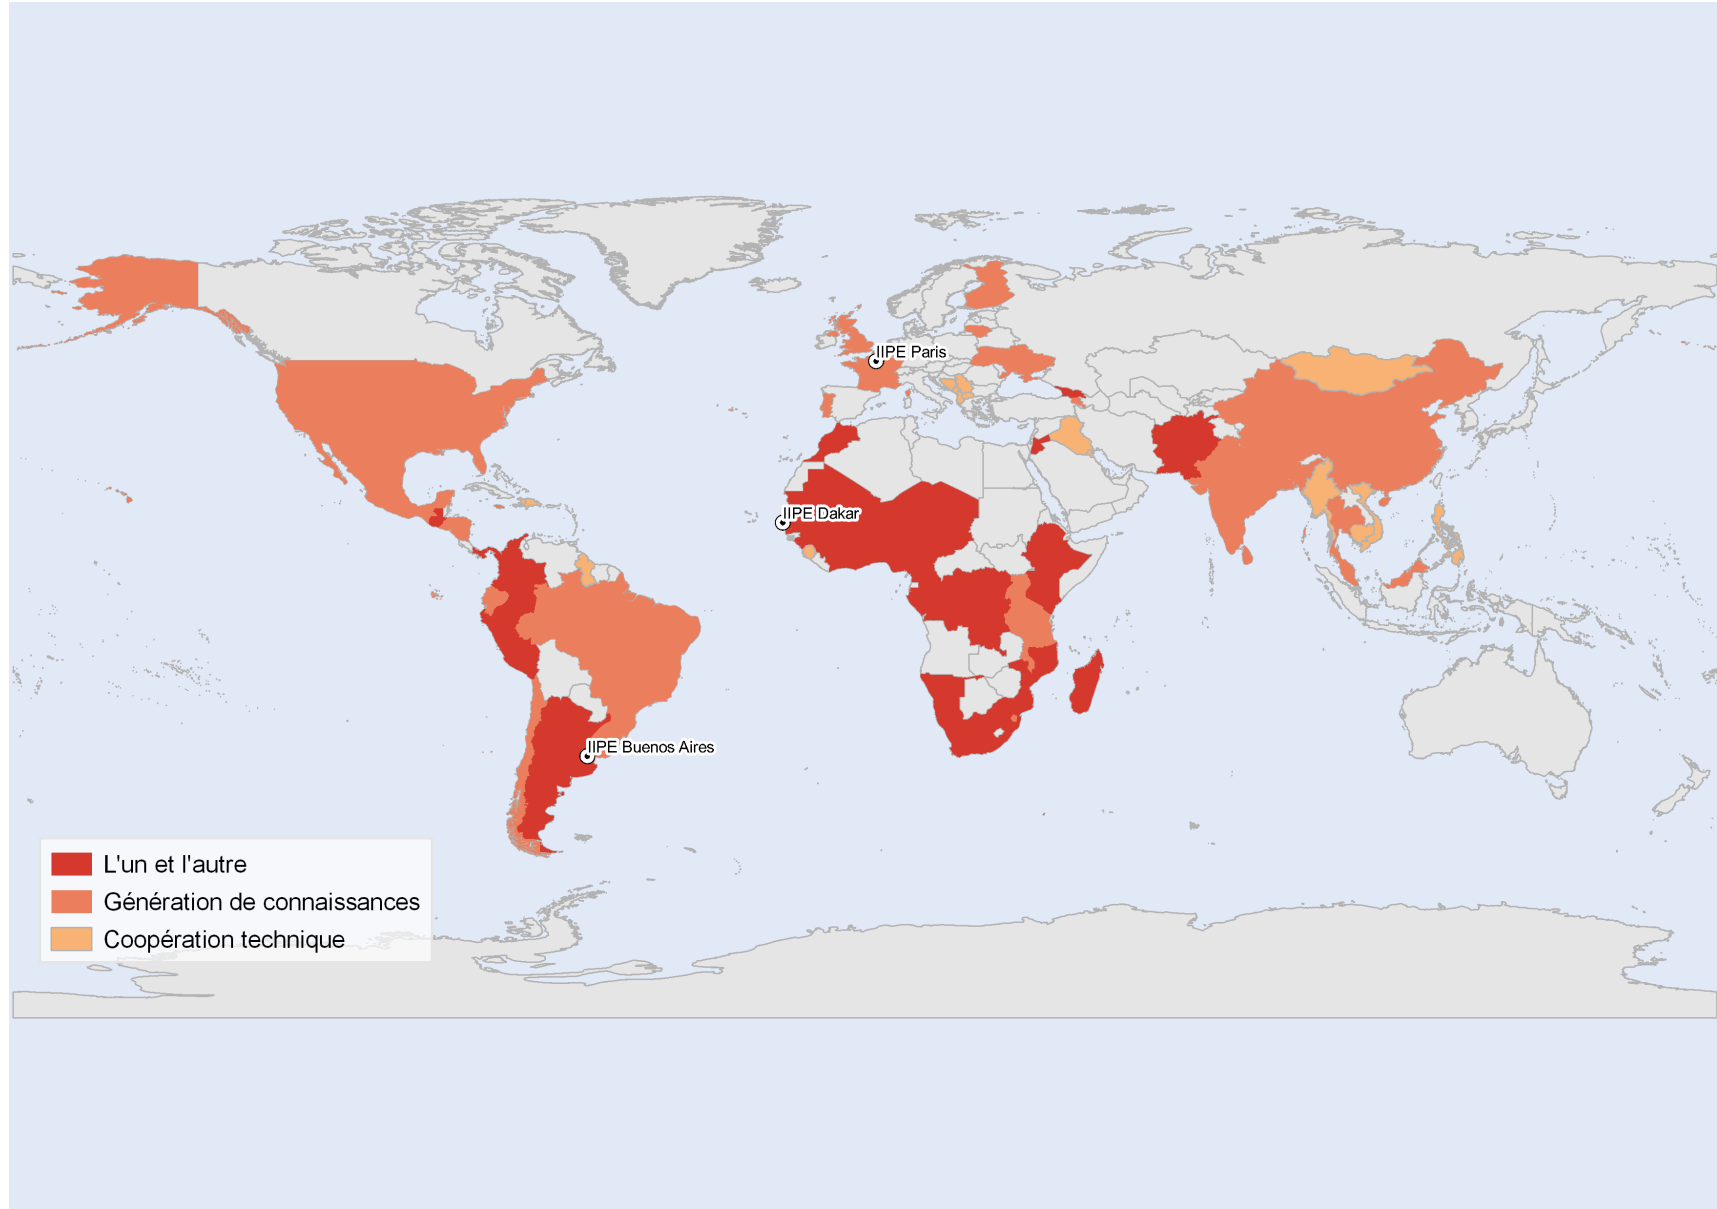 IIPE Paris
IIPE Dakar
IIPE Buenos Aires
L'un et l'autre
Génération de connaissances
Coopération technique